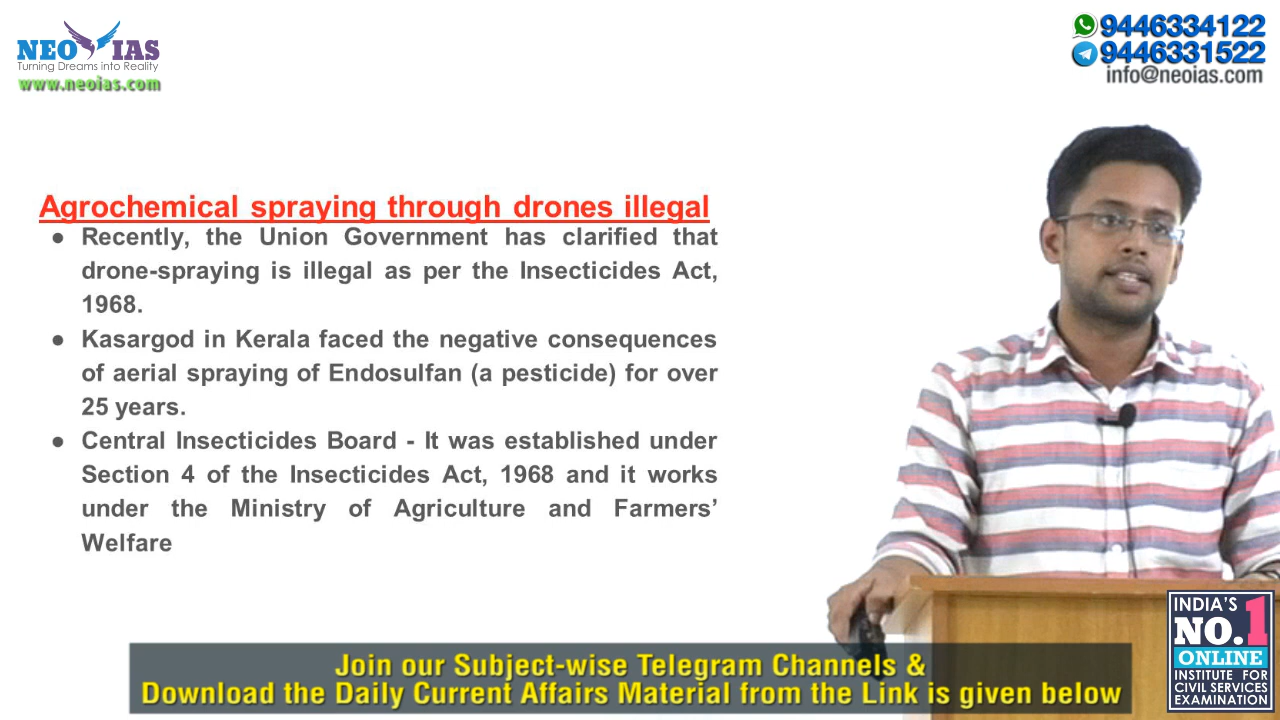 NEO IAS
Turning Dreams into Reality
www.neoias.com
9446334122
9446331522
info@neoias.com
Agrochemical spraying through drones illegal
● Recently, the Union Government has clarified that
drone-spraying is illegal as per the Insecticides Act,
1968.
● Kasargod in Kerala faced the negative consequences
of aerial spraying of Endosulfan (a pesticide) for over
25 years.
● Central Insecticides Board - It was established under
Section 4 of the Insecticides Act, 1968 and it works
under the Ministry of Agriculture and Farmers’
Welfare
INDIA'S
NO.1
ONLINE
INSTITUTE FOR
CIVIL SERVICES
EXAMINATION
Join our Subject-wise Telegram Channels &
Download the Daily Current Affairs Material from the Link is given below